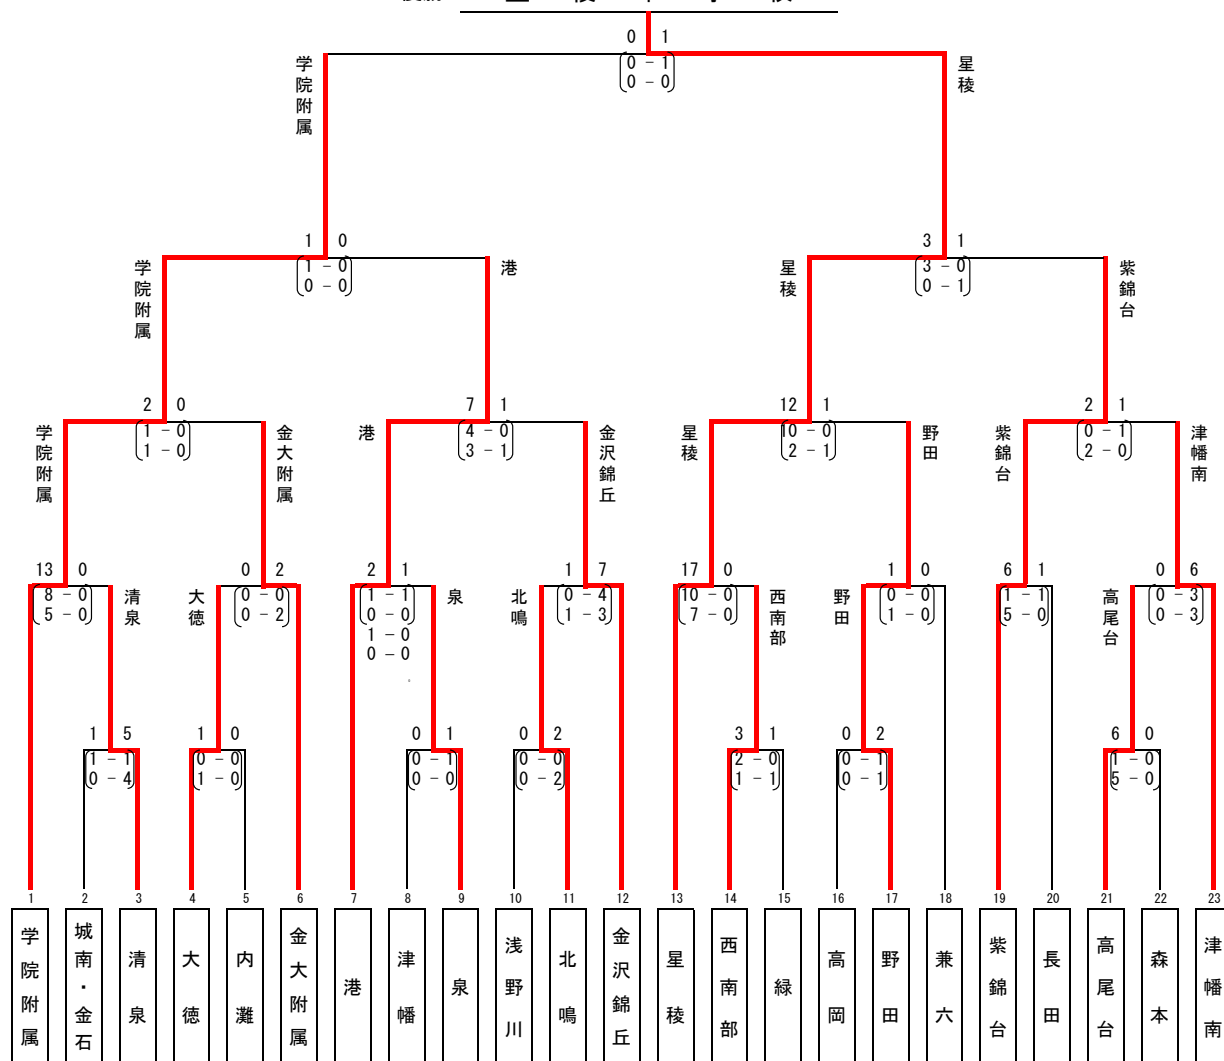 0 1
0 - 1
0 - 0
学院附属
星稜
1 0
1 - 0
0 - 0
3 1
3 - 0
0 - 1
学院附属
港
星稜
紫錦台
2 0
1 - 0
1 - 0
7 1
4 - 0
3 - 1
12 1
10 - 0
2 - 1
2 1
0 - 1
2 - 0
学院附属
金大附属
港
金沢錦丘
星稜
野田
紫錦台
津幡南
13 0
8 - 0
5 - 0
0 2
0 - 0
0 - 2
2 1
1 - 1
0 - 0
1 - 0
0 - 0
1 7
0 - 4
1 - 3
17 0
10 - 0
7 - 0
1 0
0 - 0
1 - 0
6 1
1 - 1
5 - 0
0 6
0 - 3
0 - 3
清泉
大徳
泉
北鳴
西南部
野田
高尾台
1 5
1 - 1
0 - 4
1 0
0 - 0
1 - 0
0 1
0 - 1
0 - 0
0 2
0 - 0
0 - 2
3 1
2 - 0
1 - 1
0 2
0 - 1
0 - 1
6 0
1 - 0
5 - 0
1 2 3 4 5 6 7 8 9 10 11 12 13 14 15 16 17 18 19 20 21 22 23
学院附属
城南・金石
清泉
大徳
内灘
金大附属
港
津幡
泉
浅野川
北鳴
金沢錦丘
星稜
西南部
緑
高岡
野田
兼六
紫錦台
長田
高尾台
森本
津幡南